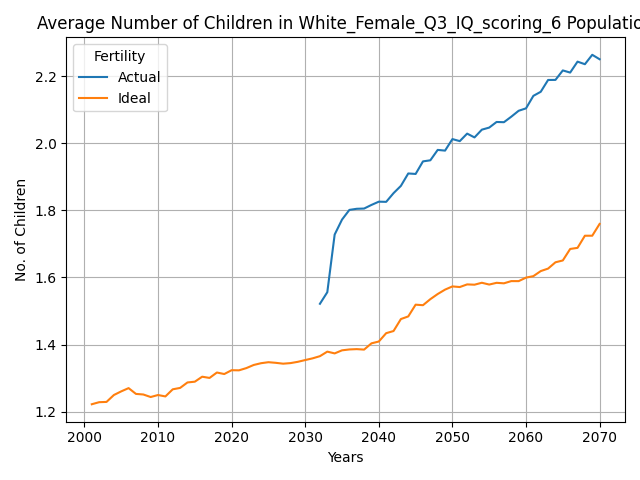 Average Number of Children in White_Female_Q3_IQ_scoring_6 Populatio
Fertility
Actual
Ideal
No. of Children
2.2
2.0
1.8
1.6
1.4
1.2
2000 2010 2020 2030 2040 2050 2060 2070
Years